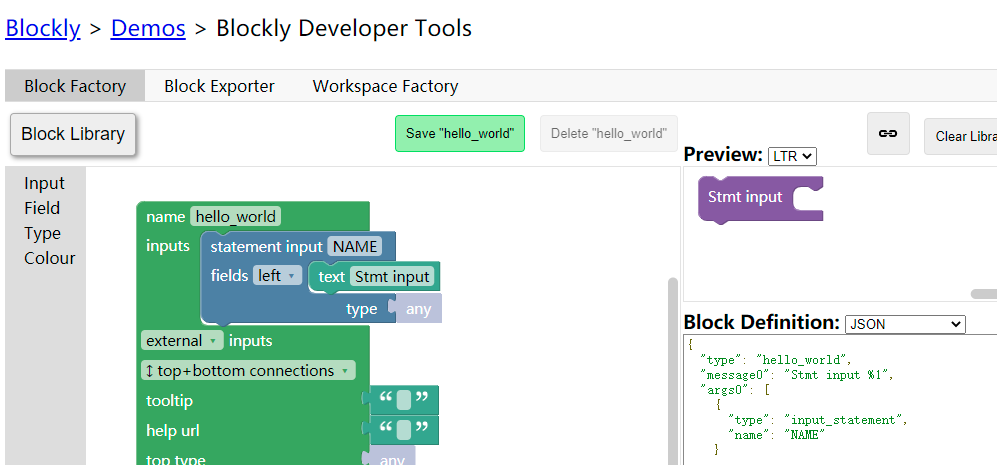 Blockly > Demos > Blockly Developer Tools
Block Factory Block Exporter Workspace Factory
Block Library
Save "hello_world"
Delete "hello_world"
Clear Libra
Preview: LTR
Input
Field
Type
Colour
name hello_world
inputs statement input NAME
fields left text Stmt input
type any
external inputs
↕ top+bottom connections
tooltip “ ”
help url “ ”
top type any
Stmt input
Block Definition: JSON
{
"type": "hello_world",
"message0": "Stmt input %1",
"args0": [
{
"type": "input_statement",
"name": "NAME"
}